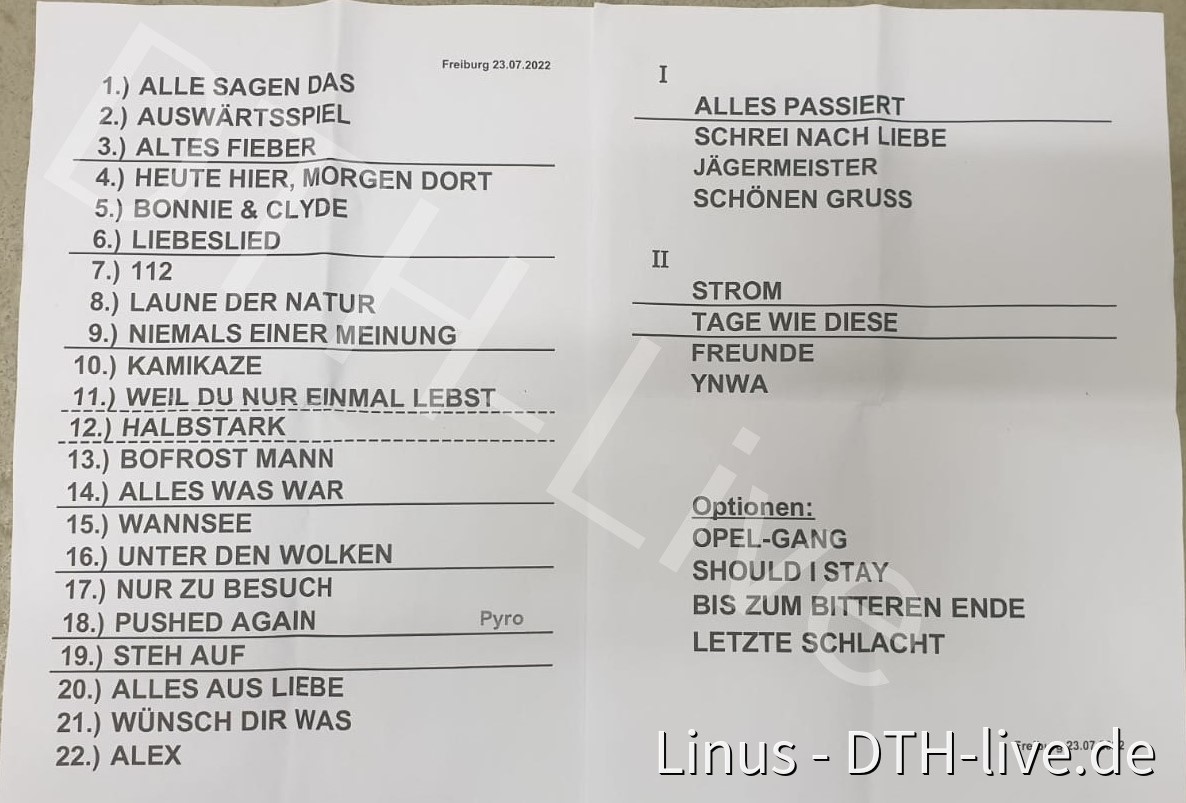 Freiburg 23.07.2022
1.) ALLE SAGEN DAS
2.) AUSWÄRTSSPIEL
3.) ALTES FIEBER
4.) HEUTE HIER, MORGEN DORT
5.) BONNIE & CLYDE
6.) LIEBESLIED
7.) 112
8.) LAUNE DER NATUR
9.) NIEMALS EINER MEINUNG
10.) KAMIKAZE
11.) WEIL DU NUR EINMAL LEBST
12.) HALBSTARK
13.) BOFROST MANN
14.) ALLES WAS WAR
15.) WANNSEE
16.) UNTER DEN WOLKEN
17.) NUR ZU BESUCH
18.) PUSHED AGAIN Pyro
19.) STEH AUF
20.) ALLES AUS LIEBE
21.) WÜNSCH DIR WAS
22.) ALEX
I
ALLES PASSIERT
SCHREI NACH LIEBE
JÄGERMEISTER
SCHÖNEN GRUSS
II
STROM
TAGE WIE DIESE
FREUNDE
YNWA
Optionen:
OPEL-GANG
SHOULD I STAY
BIS ZUM BITTEREN ENDE
LETZTE SCHLACHT
Freiburg 23.07.2022
DTH-Live
Linus - DTH-live.de